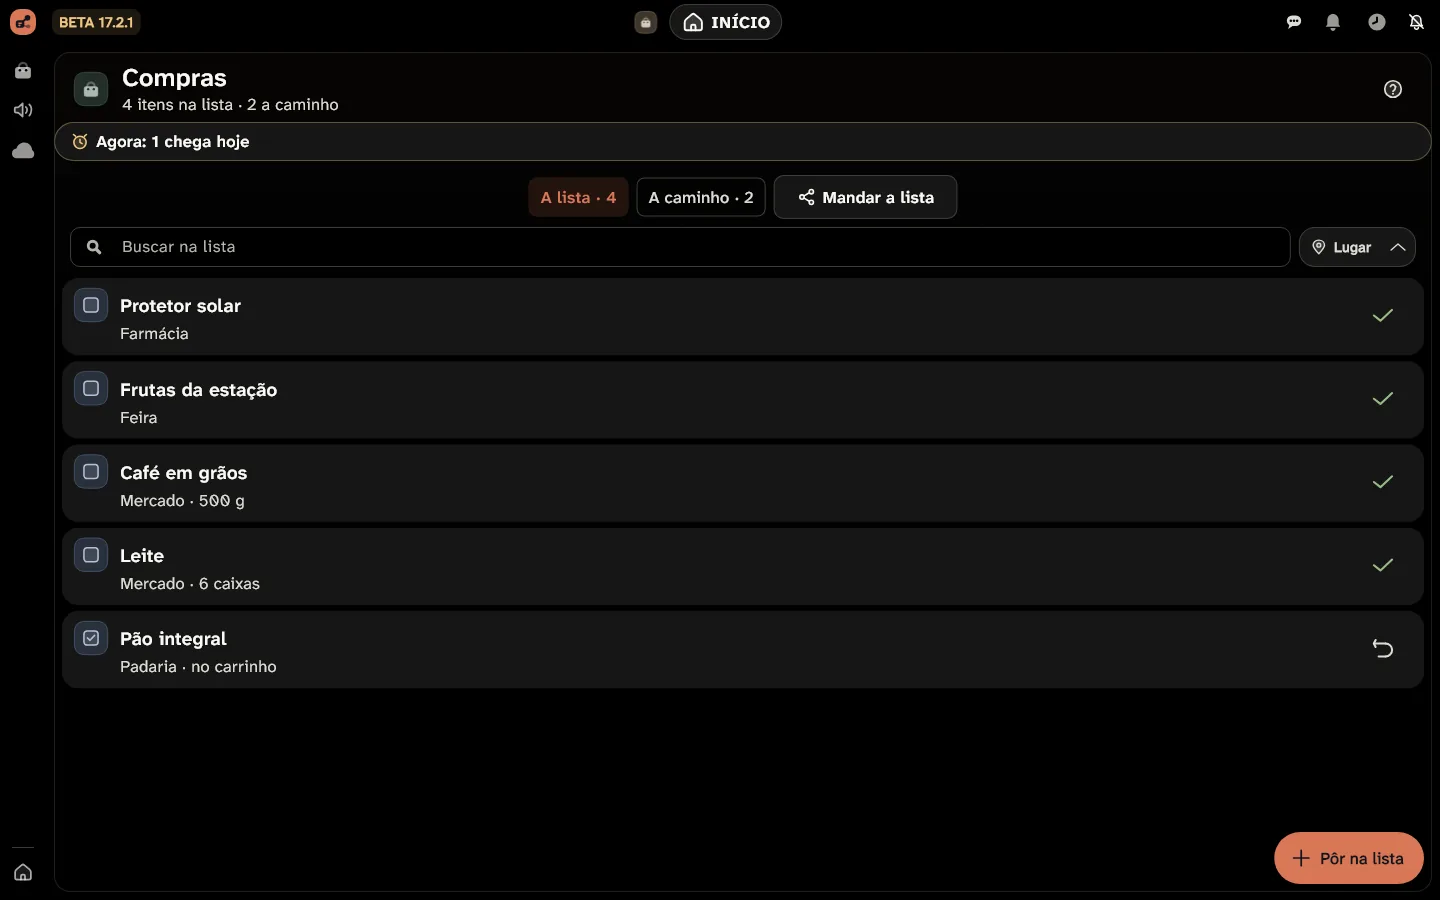 BETA 17.2.1
INÍCIO
Compras
4 itens na lista · 2 a caminho
Agora: 1 chega hoje
A lista · 4
A caminho · 2
Mandar a lista
Buscar na lista
Lugar
Protetor solar
Farmácia
Frutas da estação
Feira
Café em grãos
Mercado · 500 g
Leite
Mercado · 6 caixas
Pão integral
Padaria · no carrinho
Pôr na lista